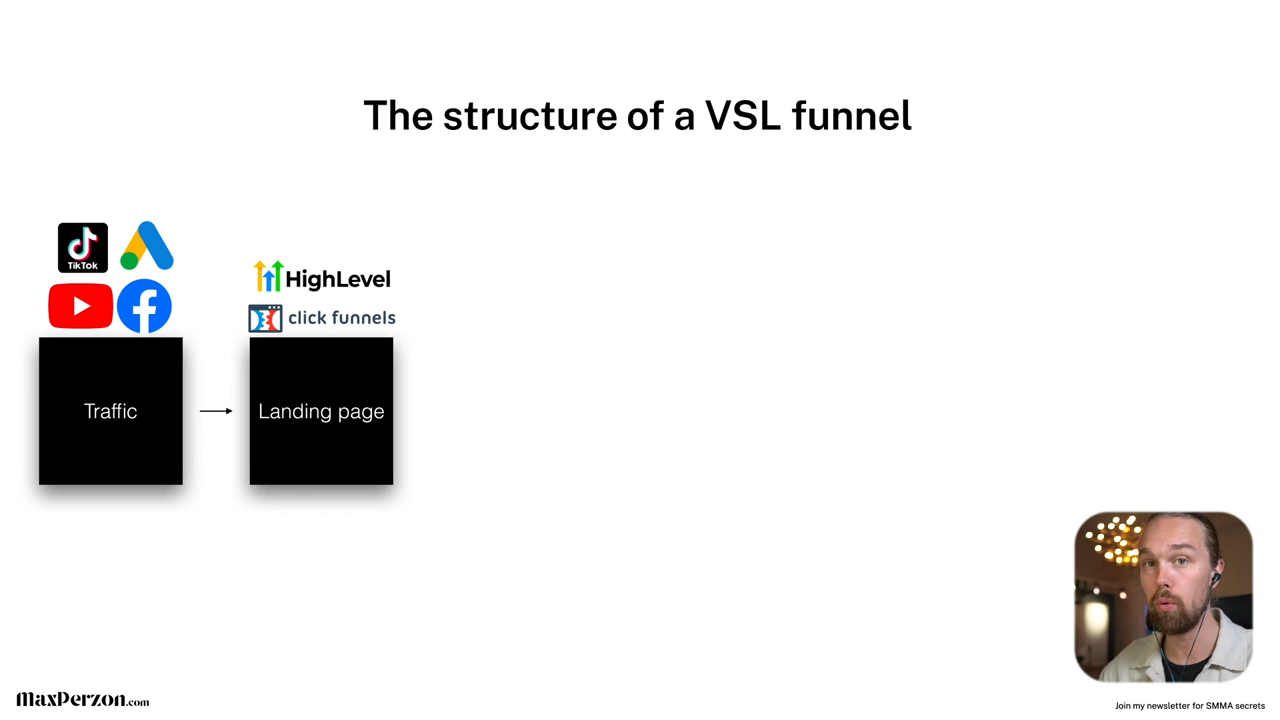 The structure of a VSL funnel
TikTok
HighLevel
click funnels
Traffic
Landing page
MaxPerzon.com
Join my newsletter for SMMA secrets